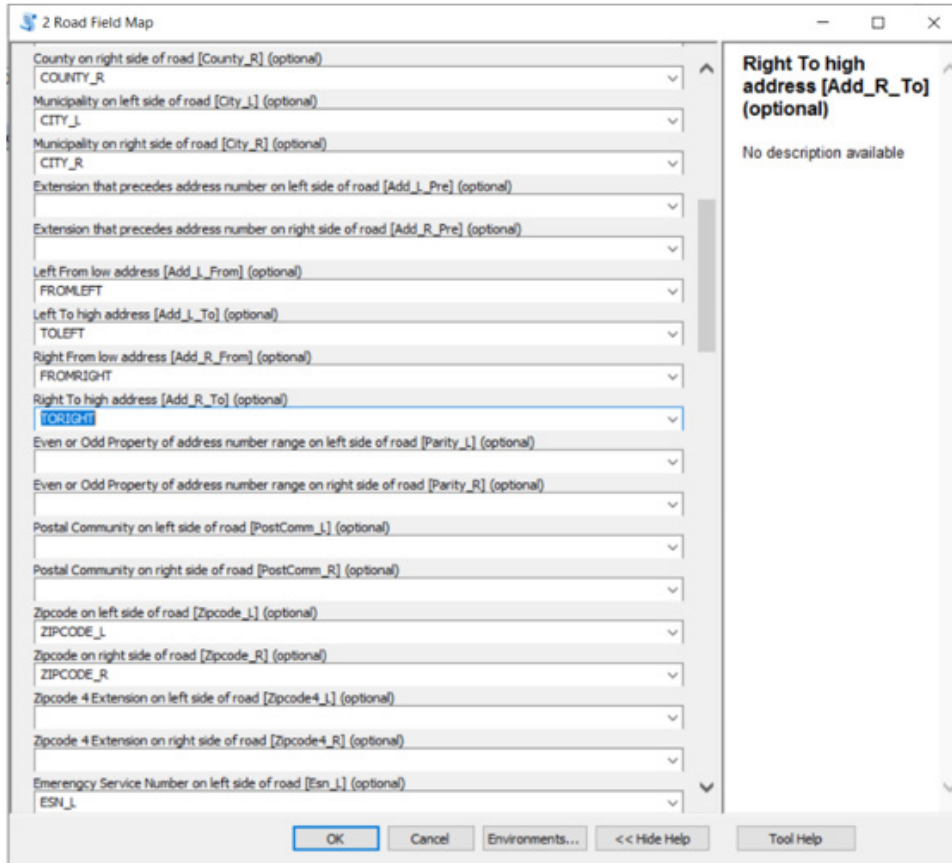 2 Road Field Map
County on right side of road [County_R] (optional)
COUNTY_R
Municipality on left side of road [City_L] (optional)
CITY_L
Municipality on right side of road [City_R] (optional)
CITY_R
Extension that precedes address number on left side of road [Add_L_Pre] (optional)
Extension that precedes address number on right side of road [Add_R_Pre] (optional)
Left From low address [Add_L_From] (optional)
FROMLEFT
Left To high address [Add_L_To] (optional)
TOLEFT
Right From low address [Add_R_From] (optional)
FROMRIGHT
Right To high address [Add_R_To] (optional)
TORIGHT
Even or Odd Property of address number range on left side of road [Parity_L] (optional)
Even or Odd Property of address number range on right side of road [Parity_R] (optional)
Postal Community on left side of road [PostComm_L] (optional)
Postal Community on right side of road [PostComm_R] (optional)
Zipcode on left side of road [Zipcode_L] (optional)
ZIPCODE_L
Zipcode on right side of road [Zipcode_R] (optional)
ZIPCODE_R
Zipcode 4 Extension on left side of road [Zipcode4_L] (optional)
Zipcode 4 Extension on right side of road [Zipcode4_R] (optional)
Emerengcy Service Number on left side of road [Esn_L] (optional)
ESN_L
Right To high
address [Add_R_To]
(optional)
No description available
OK
Cancel
Environments...
<< Hide Help
Tool Help